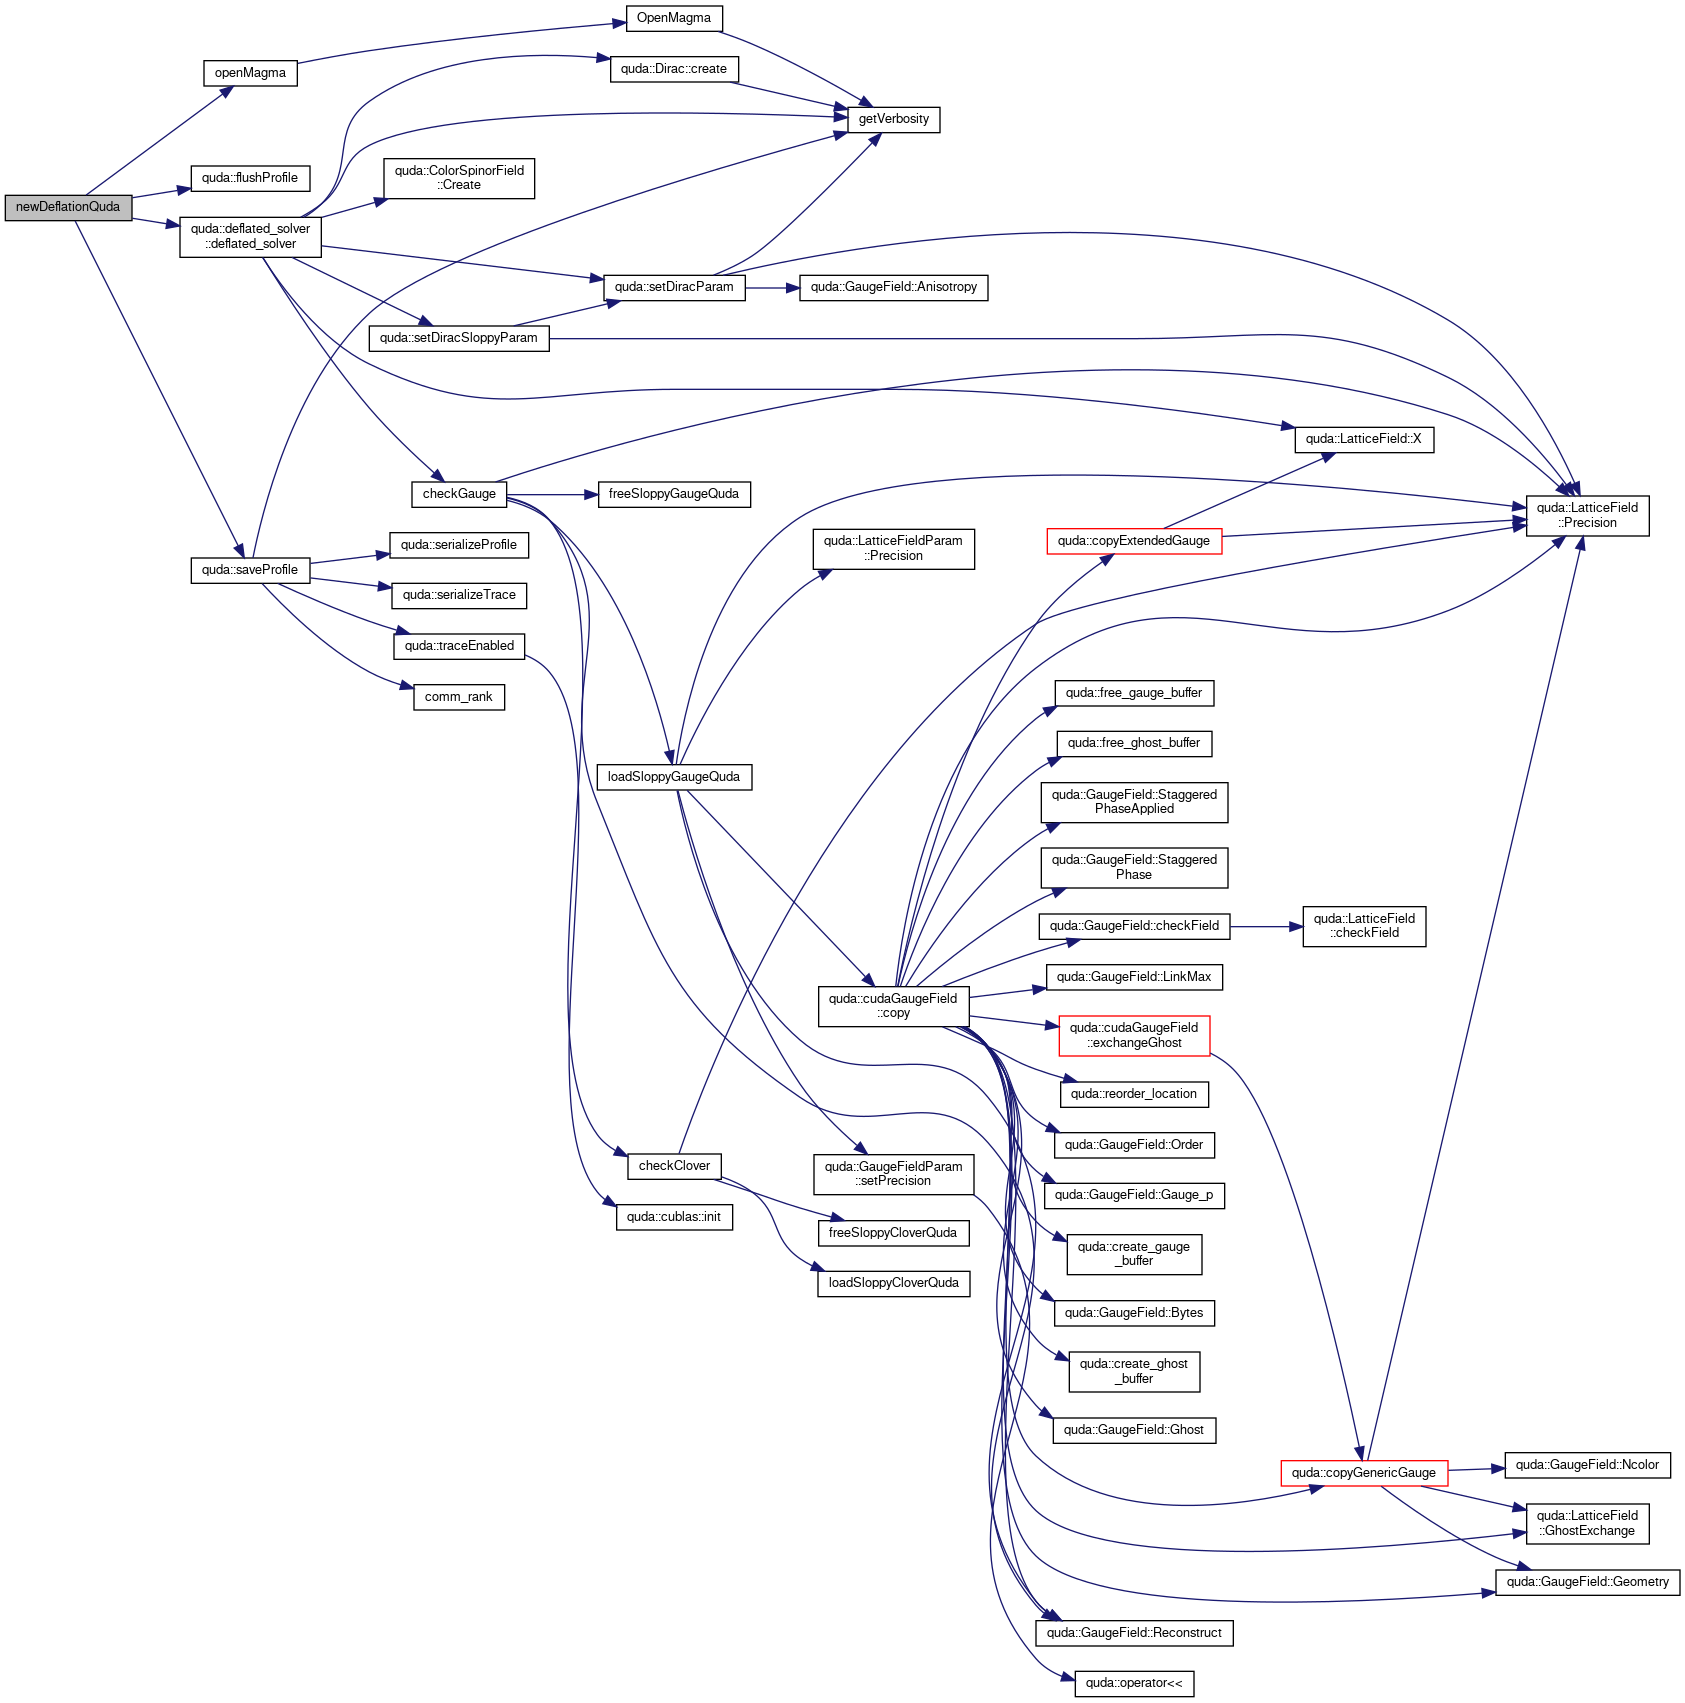 newDeflationQuda
openMagma
quda::flushProfile
quda::deflated_solver
::deflated_solver
quda::saveProfile
OpenMagma
quda::Dirac::create
getVerbosity
quda::ColorSpinorField
::Create
quda::setDiracParam
quda::GaugeField::Anisotropy
quda::setDiracSloppyParam
quda::LatticeField::X
checkGauge
freeSloppyGaugeQuda
quda::LatticeField
::Precision
quda::serializeProfile
quda::serializeTrace
quda::traceEnabled
comm_rank
quda::LatticeFieldParam
::Precision
quda::copyExtendedGauge
loadSloppyGaugeQuda
quda::free_gauge_buffer
quda::free_ghost_buffer
quda::GaugeField::Staggered
PhaseApplied
quda::GaugeField::Staggered
Phase
quda::GaugeField::checkField
quda::LatticeField
::checkField
quda::GaugeField::LinkMax
quda::cudaGaugeField
::copy
quda::cudaGaugeField
::exchangeGhost
quda::reorder_location
quda::GaugeField::Order
quda::GaugeField::Gauge_p
checkClover
quda::GaugeFieldParam
::setPrecision
quda::cublas::init
freeSloppyCloverQuda
loadSloppyCloverQuda
quda::create_gauge
_buffer
quda::GaugeField::Bytes
quda::create_ghost
_buffer
quda::GaugeField::Ghost
quda::copyGenericGauge
quda::GaugeField::Ncolor
quda::LatticeField
::GhostExchange
quda::GaugeField::Geometry
quda::GaugeField::Reconstruct
quda::operator<<